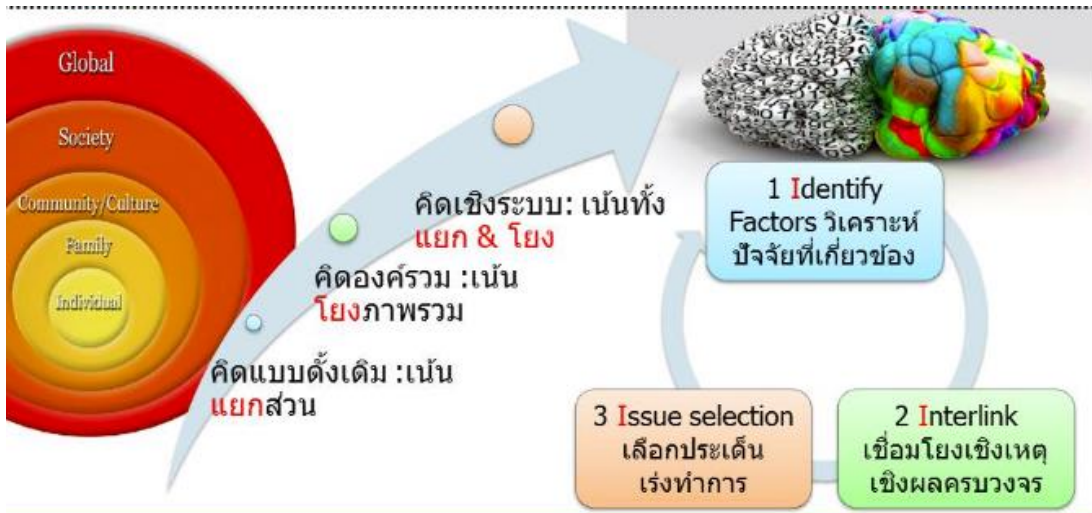 Global
Society
Community/Culture
Family
Individual
คิดเชิงระบบ: เน้นทั้ง
แยก & โยง
คิดองค์รวม :เน้น
โยงภาพรวม
คิดแบบดั้งเดิม :เน้น
แยกส่วน
1 Identify
Factors วิเคราะห์
ปัจจัยที่เกี่ยวข้อง
2 Interlink
เชื่อมโยงเชิงเหตุ
เชิงผลครบวงจร
3 Issue selection
เลือกประเด็น
เร่งทำการ